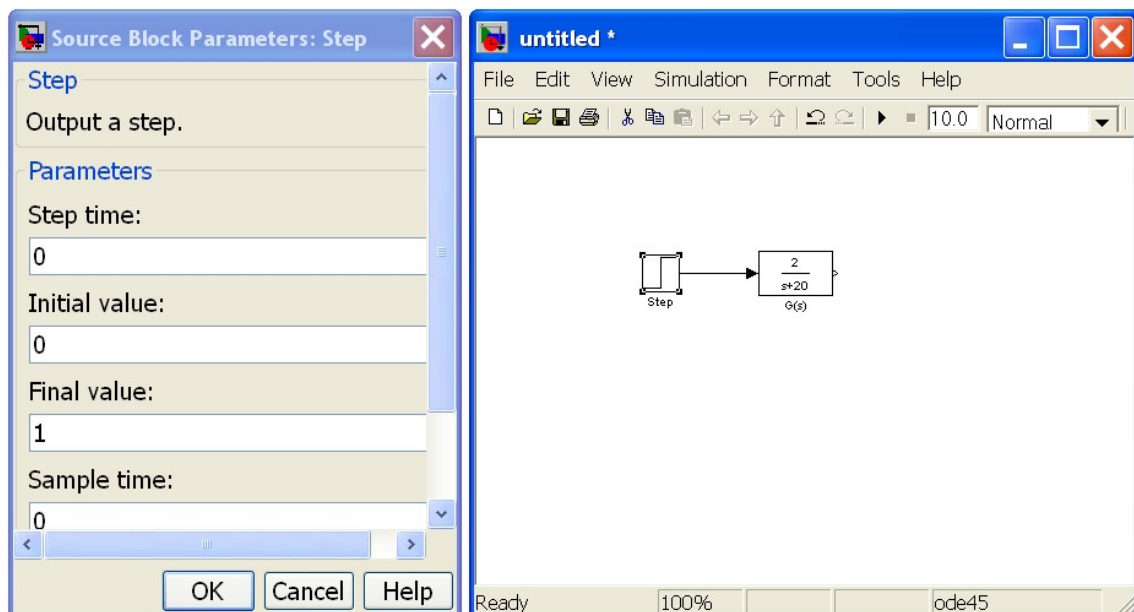 Source Block Parameters: Step
Step
Output a step.
Parameters
Step time:
0
Initial value:
0
Final value:
1
Sample time:
0
OK Cancel Help
untitled *
File Edit View Simulation Format Tools Help
10.0 Normal
2
s+20
Step
G(s)
Ready 100% ode45